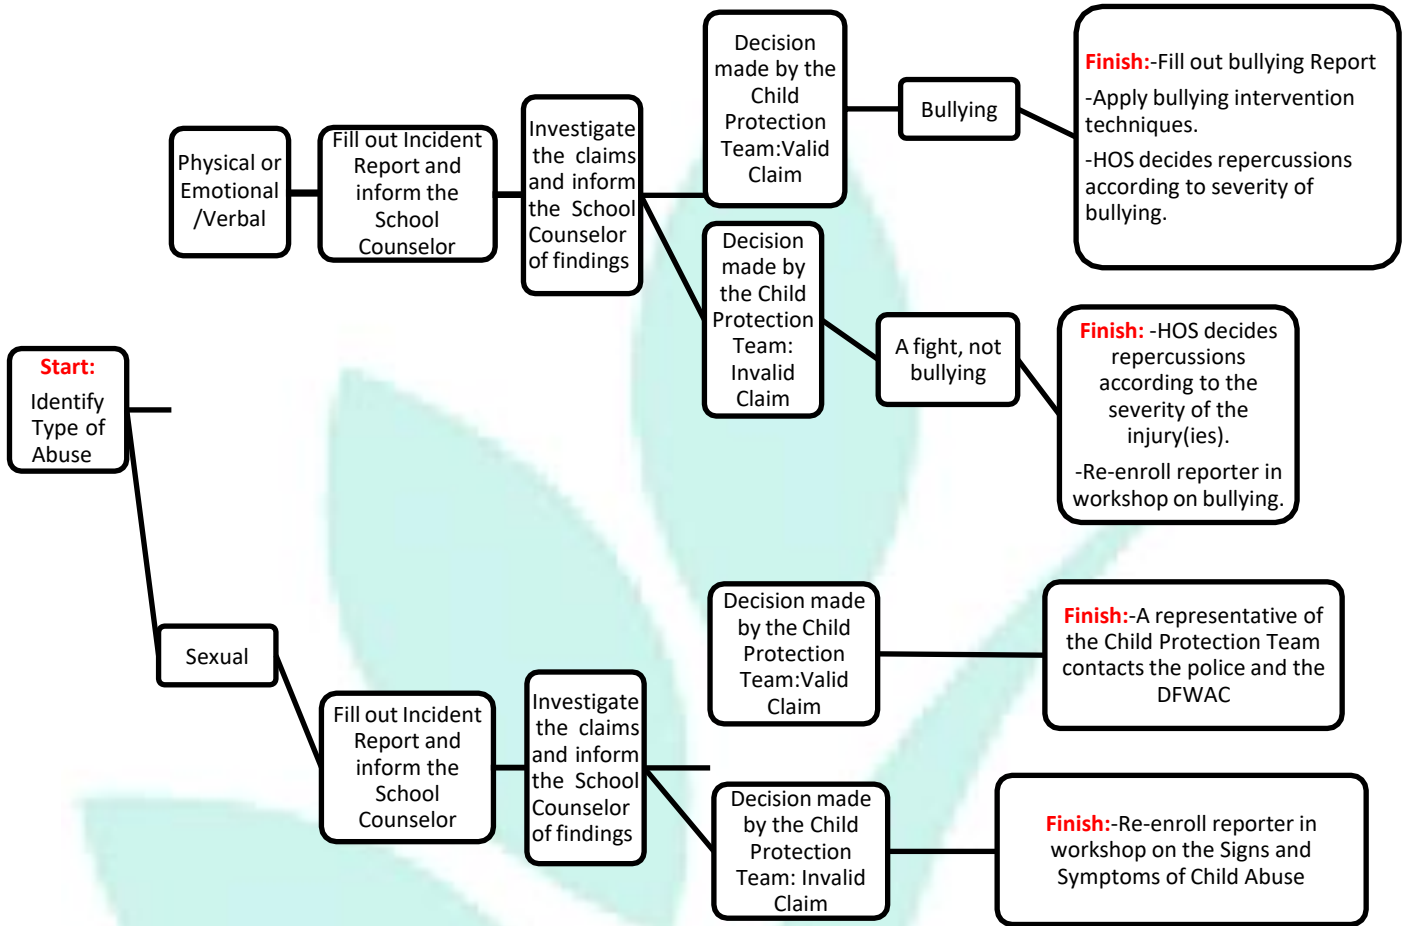 Start:
Identify
Type of
Abuse
Physical or
Emotional
/Verbal
Fill out Incident
Report and
inform the
School
Counselor
Investigate
the claims
and inform
the School
Counselor
of findings
Decision
made by the
Child
Protection
Team:Valid
Claim
Bullying
Finish:-Fill out bullying Report
-Apply bullying intervention
techniques.
-HOS decides repercussions
according to severity of
bullying.
Decision
made by
the Child
Protection
Team:
Invalid
Claim
A fight, not
bullying
Finish: -HOS decides
repercussions
according to the
severity of the
injury(ies).
-Re-enroll reporter in
workshop on bullying.
Sexual
Fill out Incident
Report and
inform the
School
Counselor
Investigate
the claims
and inform
the School
Counselor
of findings
Decision made
by the Child
Protection
Team:Valid
Claim
Finish:-A representative of
the Child Protection Team
contacts the police and the
DFWAC
Decision made
by the Child
Protection
Team: Invalid
Claim
Finish:-Re-enroll reporter in
workshop on the Signs and
Symptoms of Child Abuse